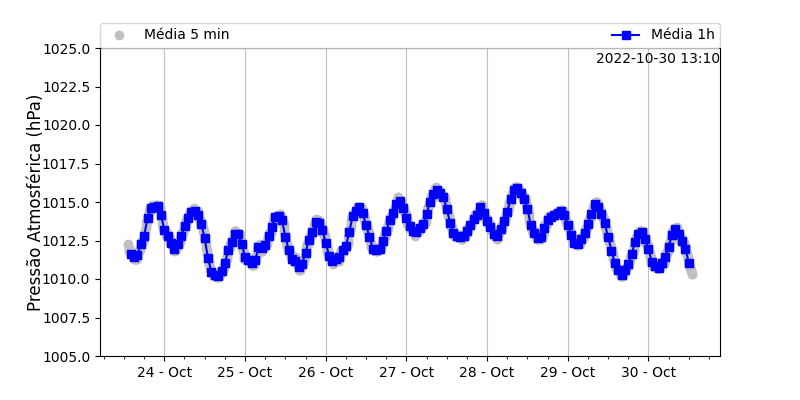 Média 5 min
Média 1h
2022-10-30 13:10
Pressão Atmosférica (hPa)
1025.0
1022.5
1020.0
1017.5
1015.0
1012.5
1010.0
1007.5
1005.0
24 - Oct
25 - Oct
26 - Oct
27 - Oct
28 - Oct
29 - Oct
30 - Oct